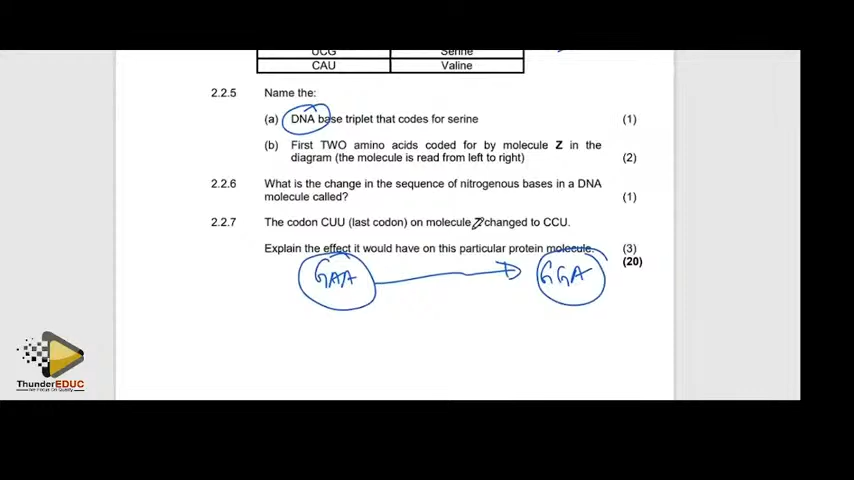 UCG Serine
CAU Valine
2.2.5 Name the:
(a) DNA base triplet that codes for serine (1)
(b) First TWO amino acids coded for by molecule Z in the
diagram (the molecule is read from left to right) (2)
2.2.6 What is the change in the sequence of nitrogenous bases in a DNA
molecule called? (1)
2.2.7 The codon CUU (last codon) on molecule Z changed to CCU.
Explain the effect it would have on this particular protein molecule. (3)
(20)
GAA GGA
ThunderEDUC
We Focus On Quality